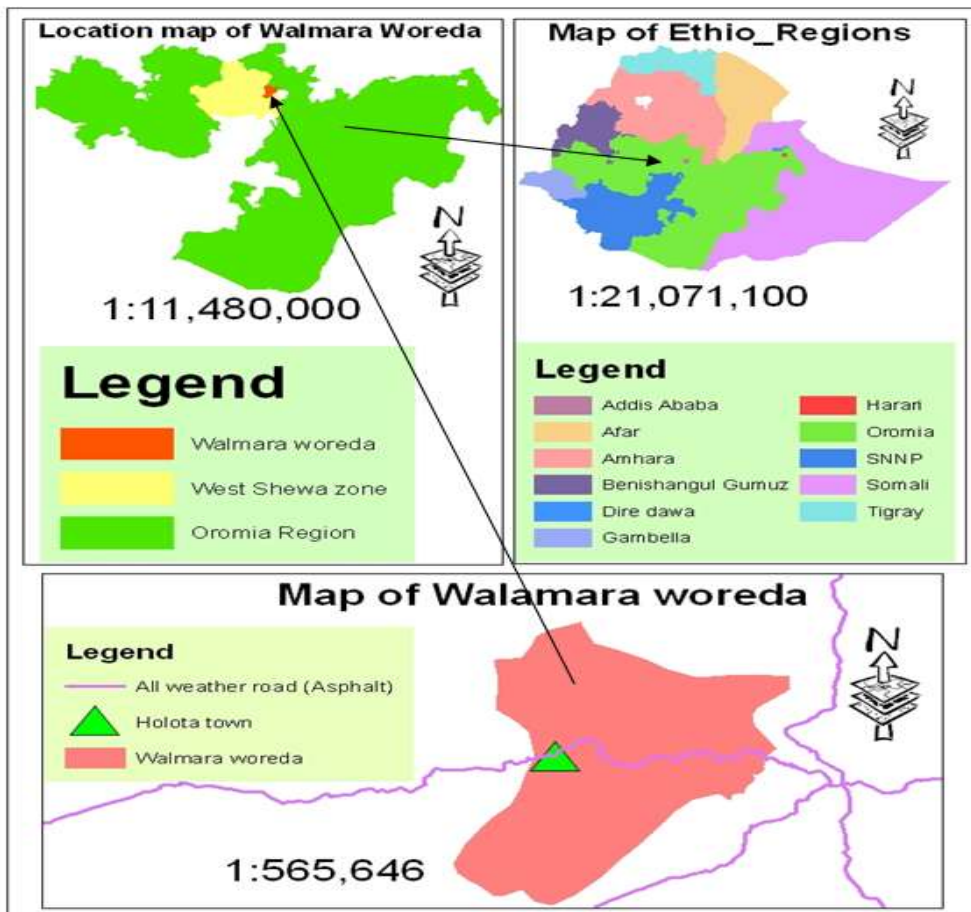 Location map of Walmara Woreda
N
1:11,480,000
Legend
Walmara woreda
West Shewa zone
Oromia Region
Map of Ethio_Regions
N
1:21,071,100
Legend
Addis Ababa
Afar
Amhara
Benishangul Gumuz
Dire dawa
Gambella
Harari
Oromia
SNNP
Somali
Tigray
Map of Walamara woreda
Legend
All weather road (Asphalt)
Holota town
Walmara woreda
N
1:565,646